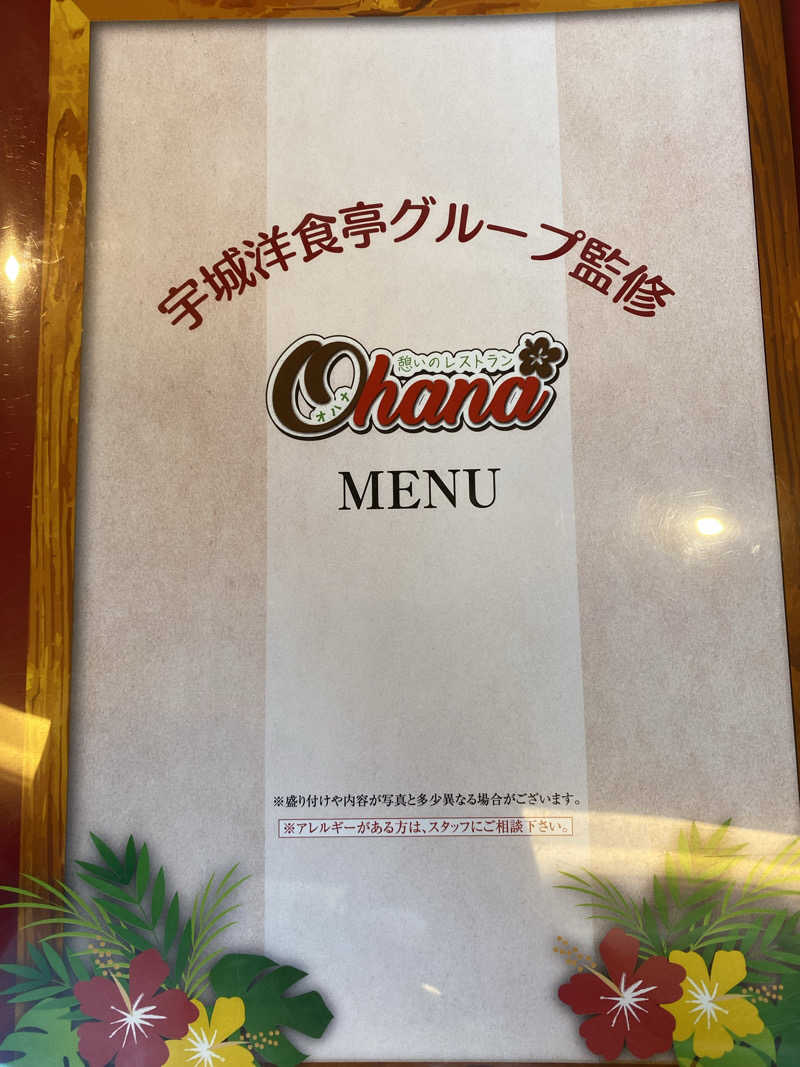 宇城洋食亭グループ監修
憩いのレストラン
Ohana
オハナ
MENU
※盛り付けや内容が写真と多少異なる場合がございます。
※アレルギーがある方は、スタッフにご相談下さい。